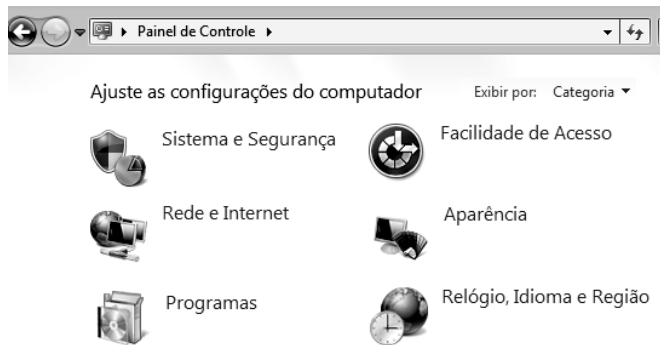 Painel de Controle
Ajuste as configurações do computador Exibir por: Categoria
Sistema e Segurança Facilidade de Acesso
Rede e Internet Aparência
Programas Relógio, Idioma e Região